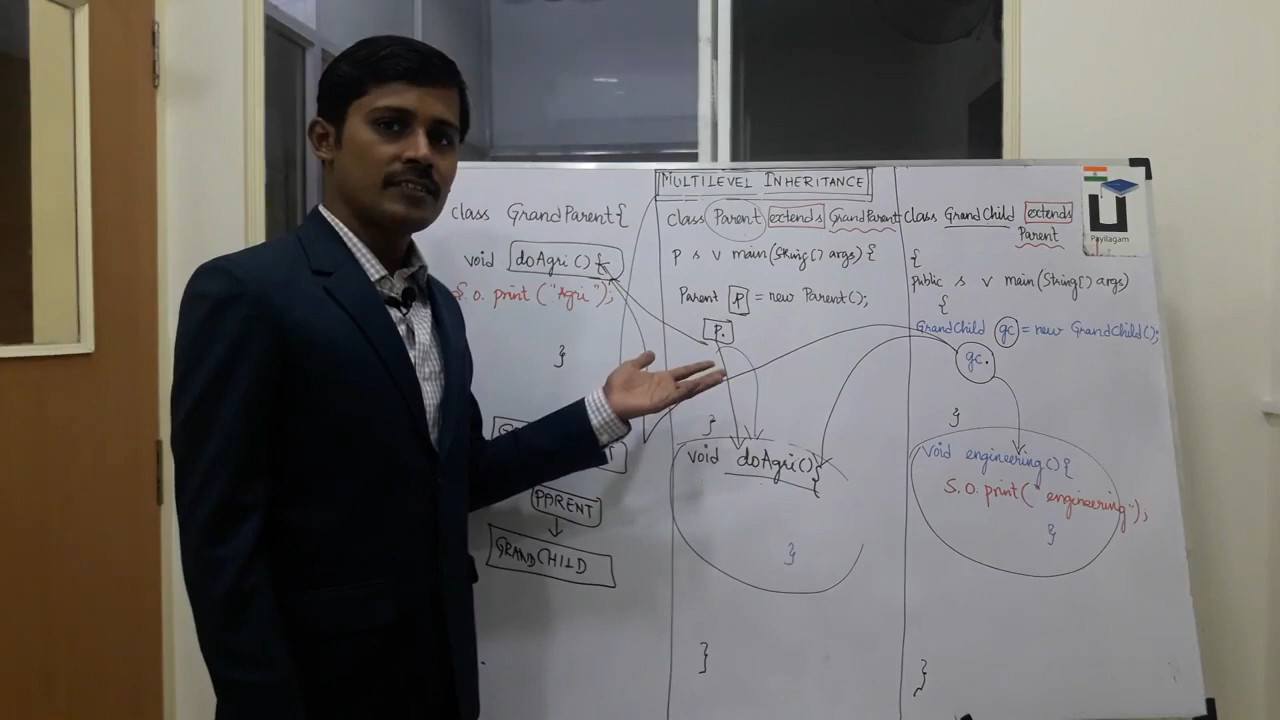 MULTILEVEL INHERITANCE
class GrandParent{
void doAgri() {
S.o. print ("Agri");
}
PARENT
GRANDCHILD
class Parent extends GrandParent
p s v main(String[] args) {
Parent p = new Parent();
p.
}
void doAgri()
{
}
}
class GrandChild extends
Parent
{
public s v main(String[] args)
{
GrandChild gc = new GrandChild();
gc.
}
void engineering() {
S.O. print(" engineering");
}
}
Payilagam